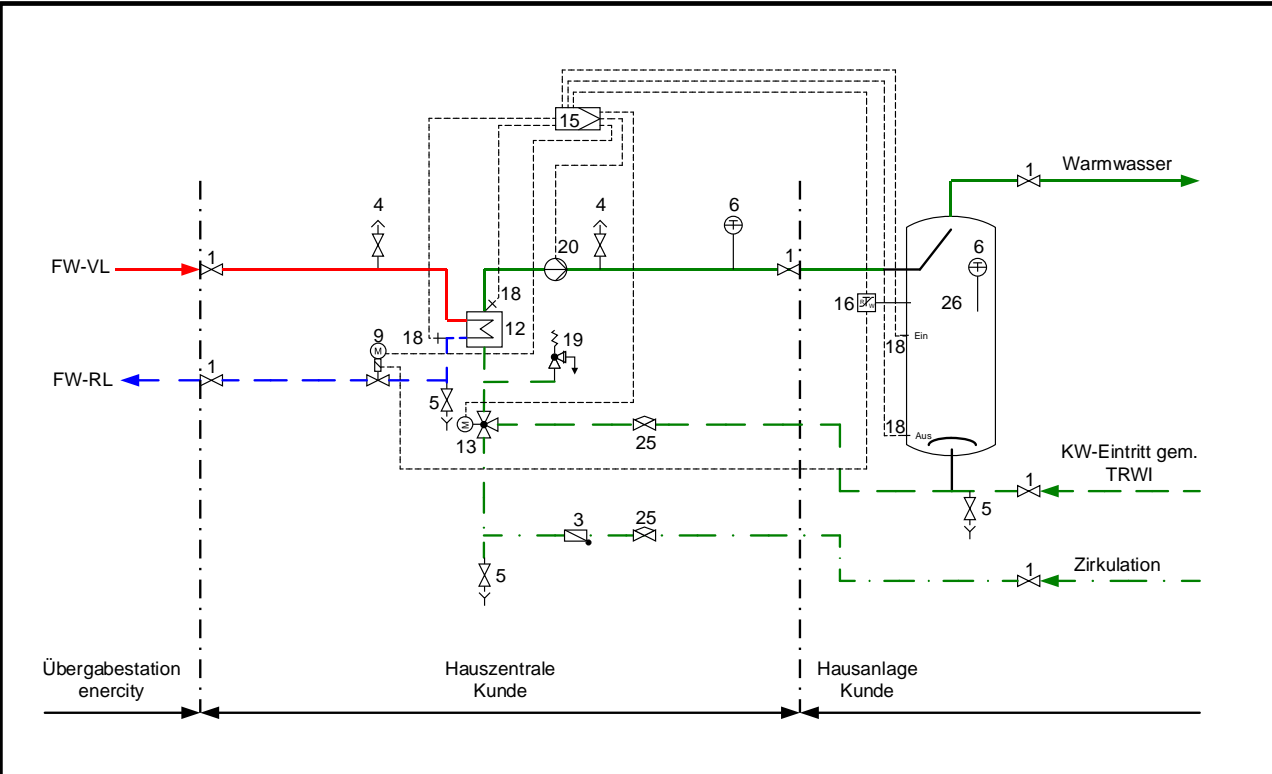 15
1
Warmwasser
4
4
6
20
6
FW-VL
1
1
18
16
R
T
W
26
12
9
18
19
Ein
18
M
FW-RL
1
5
M
13
25
18
Aus
KW-Eintritt gem.
TRWI
1
5
3
25
5
1
Zirkulation
Übergabestation
enercity
Hauszentrale
Kunde
Hausanlage
Kunde